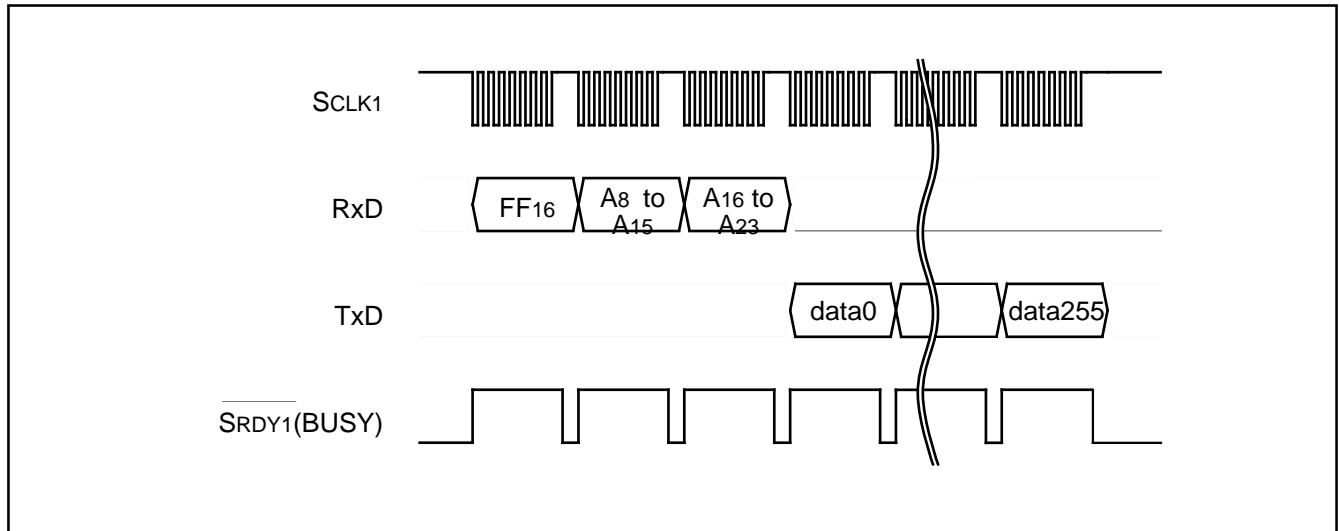 SCLK1
RxD
FF16
A8 to
A15
A16 to
A23
TxD
data0
data255
SRDY1(BUSY)